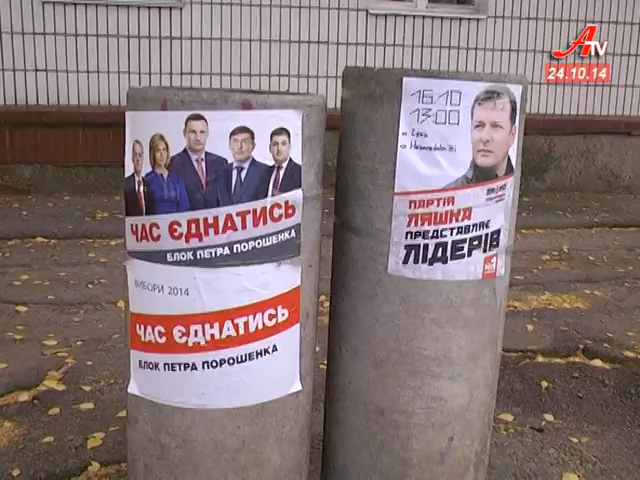 ATV
24.10.14
ЧАС ЄДНАТИСЬ
БЛОК ПЕТРА ПОРОШЕНКА
ВИБОРИ 2014
ЧАС ЄДНАТИСЬ
БЛОК ПЕТРА ПОРОШЕНКА
16.10
13:00
ПАРТІЯ
ЛЯШКА
ПРЕДСТАВЛЯЄ
ЛІДЕРІВ
№1